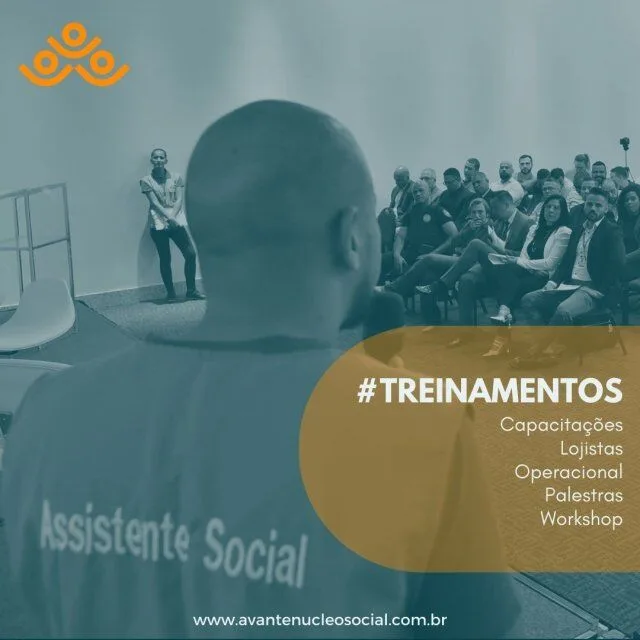 #TREINAMENTOS
Capacitações
Lojistas
Operacional
Palestras
Workshop
Assistente Social
www.avantenucleosocial.com.br